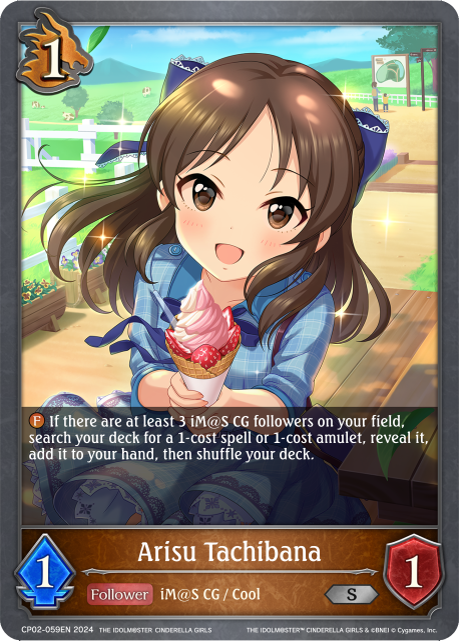 1
F If there are at least 3 iM@S CG followers on your field,
search your deck for a 1-cost spell or 1-cost amulet, reveal it,
add it to your hand, then shuffle your deck.
Arisu Tachibana
1
Follower iM@S CG / Cool
S
1
CP02-059EN 2024 THE IDOLM@STER CINDERELLA GIRLS THE IDOLM@STER™ CINDERELLA GIRLS & ©BNEI © Cygames, Inc.